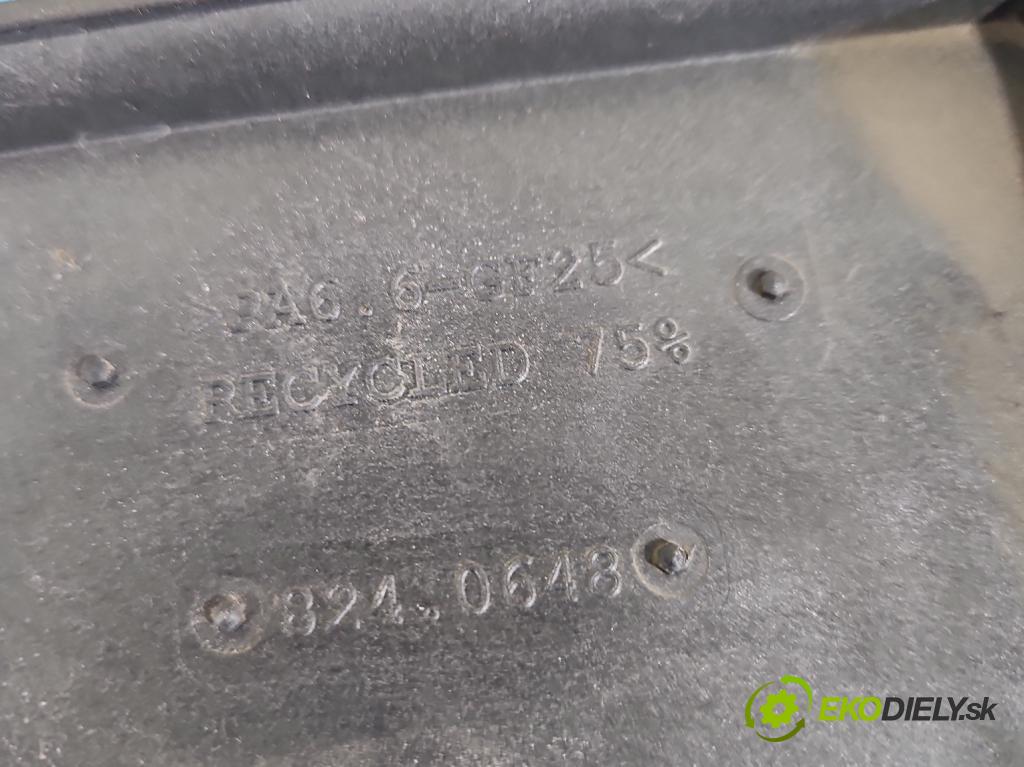 >PA6.6-GF25<
RECYCLED 75%
824.0648
EKODIELY.sk